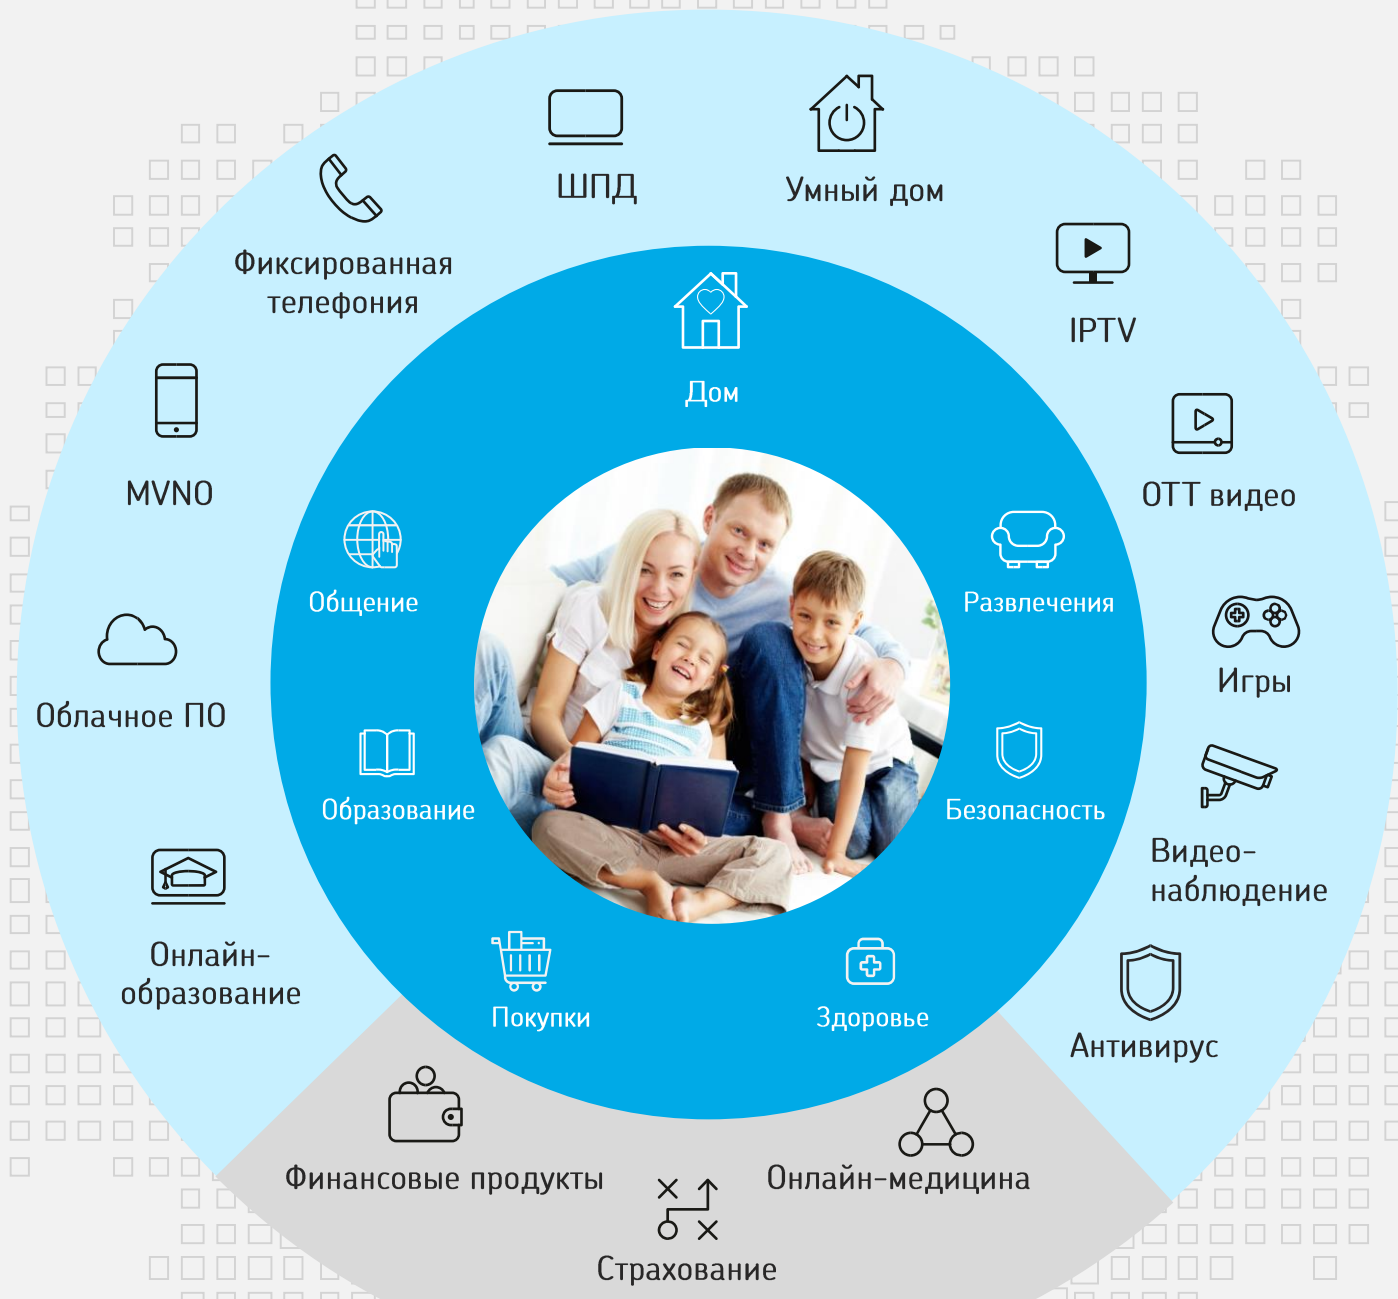 ШПД
Умный дом
Фиксированная
телефония
IPTV
Дом
MVNO
ОТТ видео
Общение
Развлечения
Облачное ПО
Игры
Образование
Безопасность
Видео-
наблюдение
Онлайн-
образование
Покупки
Здоровье
Антивирус
Финансовые продукты
Онлайн-медицина
Страхование